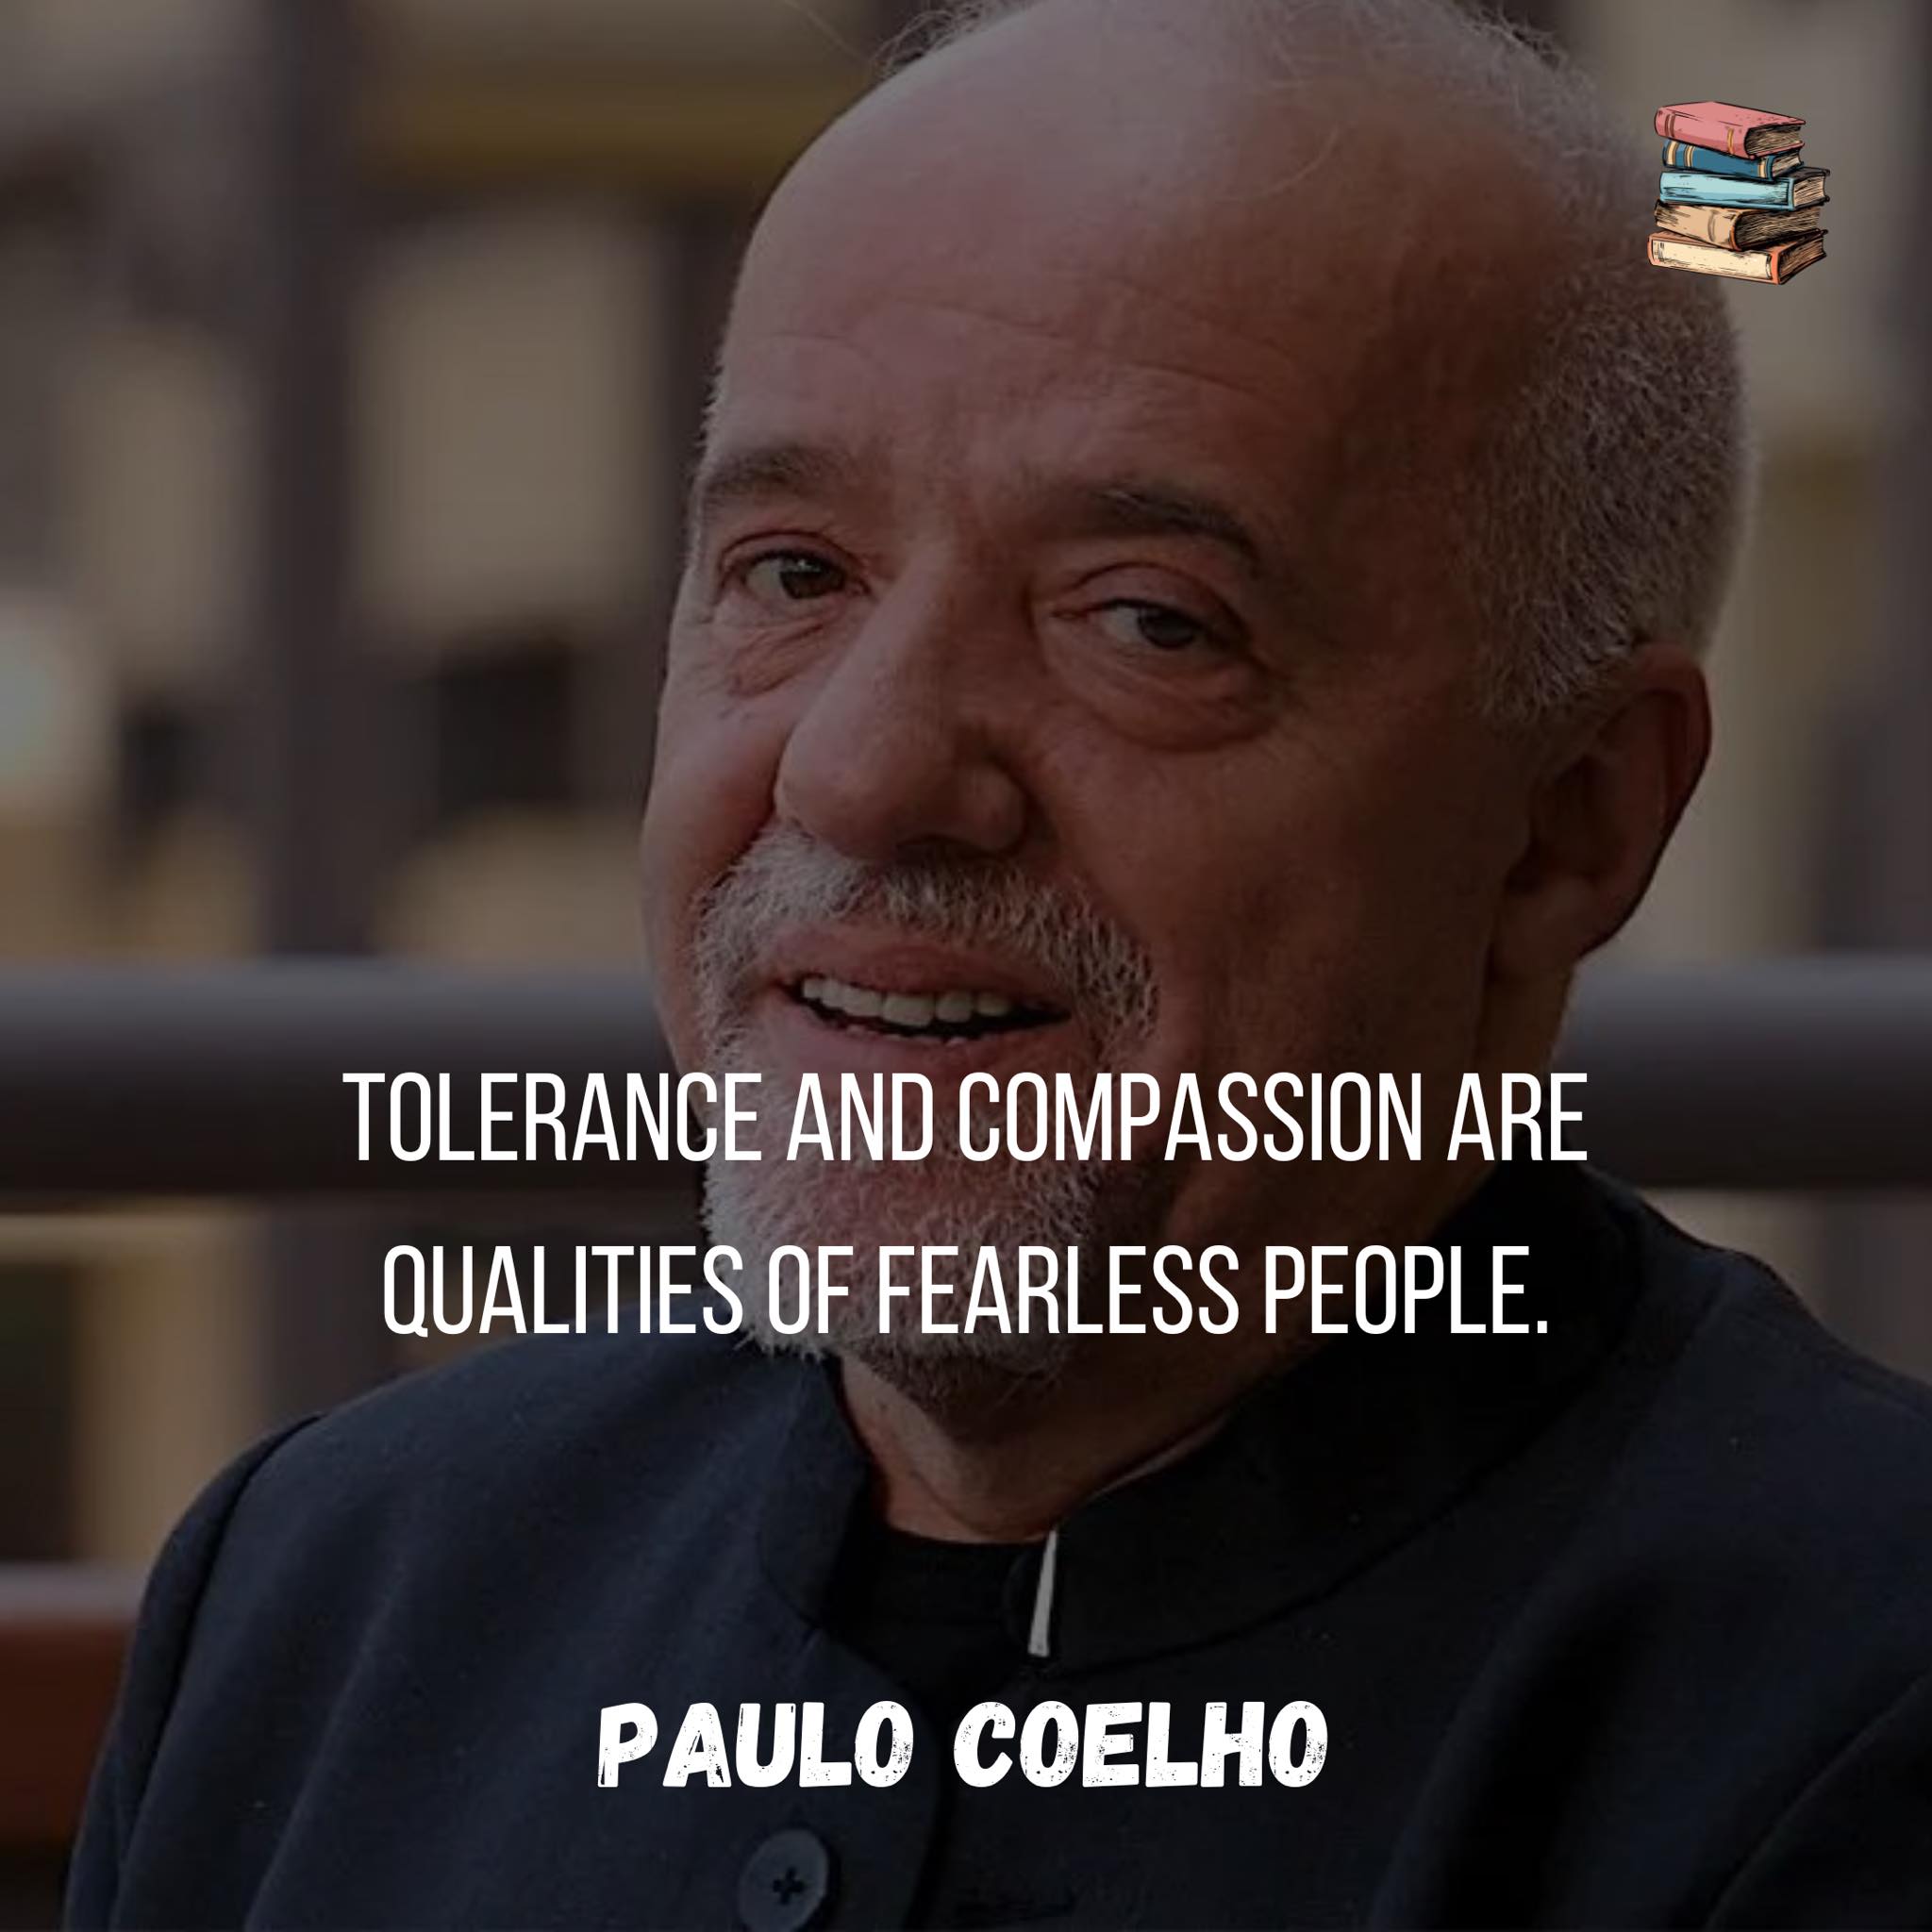 TOLERANCE AND COMPASSION ARE
QUALITIES OF FEARLESS PEOPLE.
PAULO COELHO